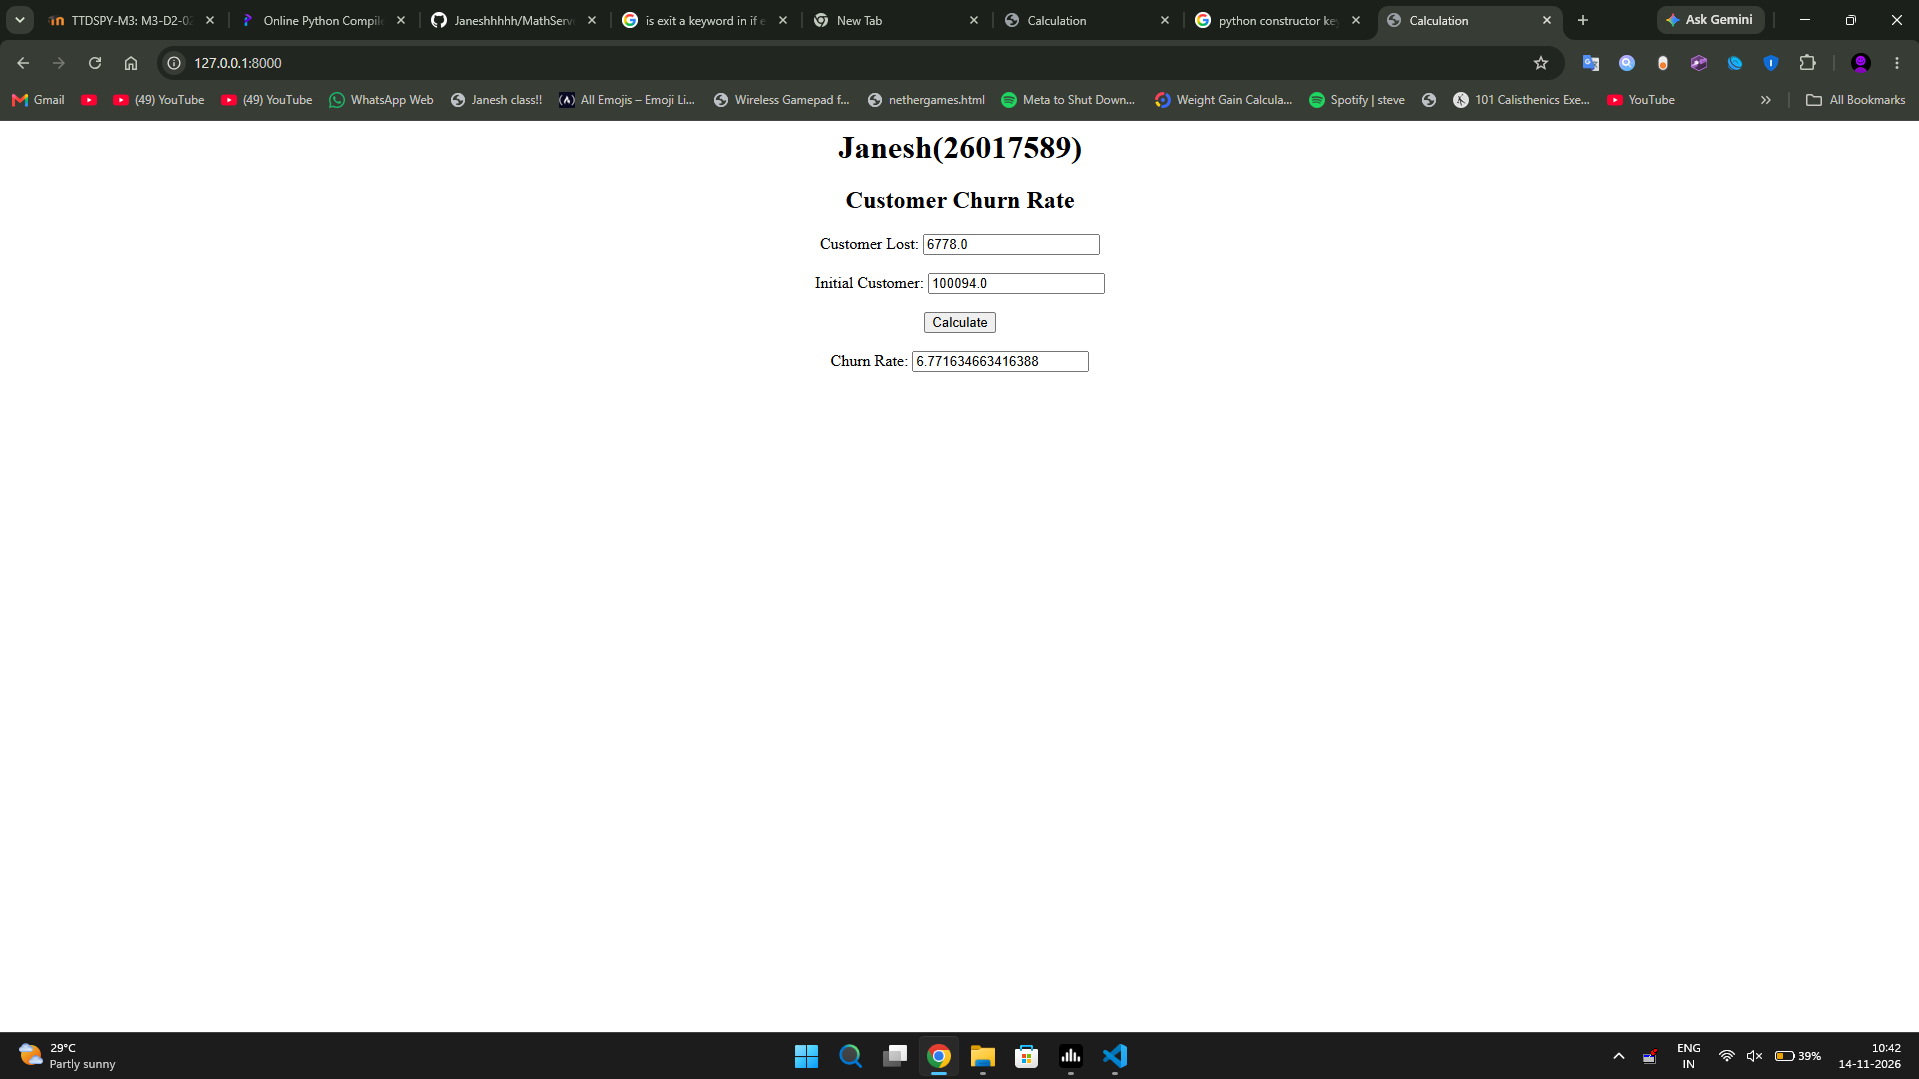 TTDSPY-M3: M3-D2-02
Online Python Compile
Janeshhhhh/MathServe
is exit a keyword in if e
New Tab
Calculation
python constructor key
Calculation
Ask Gemini
127.0.0.1:8000
Gmail
(49) YouTube
(49) YouTube
WhatsApp Web
Janesh class!!
All Emojis – Emoji Li...
Wireless Gamepad f...
nethergames.html
Meta to Shut Down...
Weight Gain Calcula...
Spotify | steve
101 Calisthenics Exe...
YouTube
All Bookmarks
Janesh(26017589)
Customer Churn Rate
Customer Lost: 6778.0
Initial Customer: 100094.0
Calculate
Churn Rate: 6.771634663416388
29°C
Partly sunny
ENG
IN
39%
10:42
14-11-2026